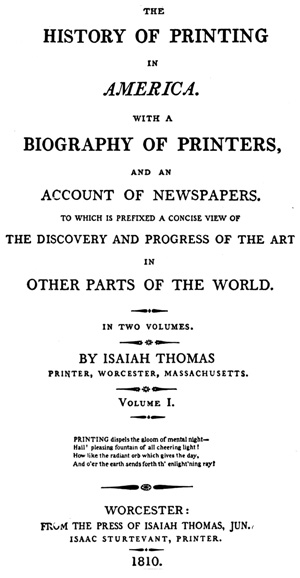 THE
HISTORY OF PRINTING
IN
AMERICA.
WITH A
BIOGRAPHY OF PRINTERS,
AND AN
ACCOUNT OF NEWSPAPERS.
TO WHICH IS PREFIXED A CONCISE VIEW OF
THE DISCOVERY AND PROGRESS OF THE ART
IN
OTHER PARTS OF THE WORLD.
IN TWO VOLUMES.
BY ISAIAH THOMAS
PRINTER, WORCESTER, MASSACHUSETTS.
VOLUME I.
PRINTING dispels the gloom of mental night—
Hail! pleasing fountain of all cheering light!
How like the radiant orb which gives the day,
And o'er the earth sends forth th' enlight'ning ray!
WORCESTER:
FROM THE PRESS OF ISAIAH THOMAS, JUN.
ISAAC STURTEVANT, PRINTER.
1810.